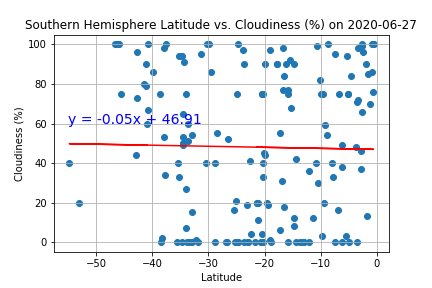 Southern Hemisphere Latitude vs. Cloudiness (%) on 2020-06-27
100
80
60
40
20
0
Cloudiness (%)
y = -0.05x + 46.91
−50 −40 −30 −20 −10 0
Latitude